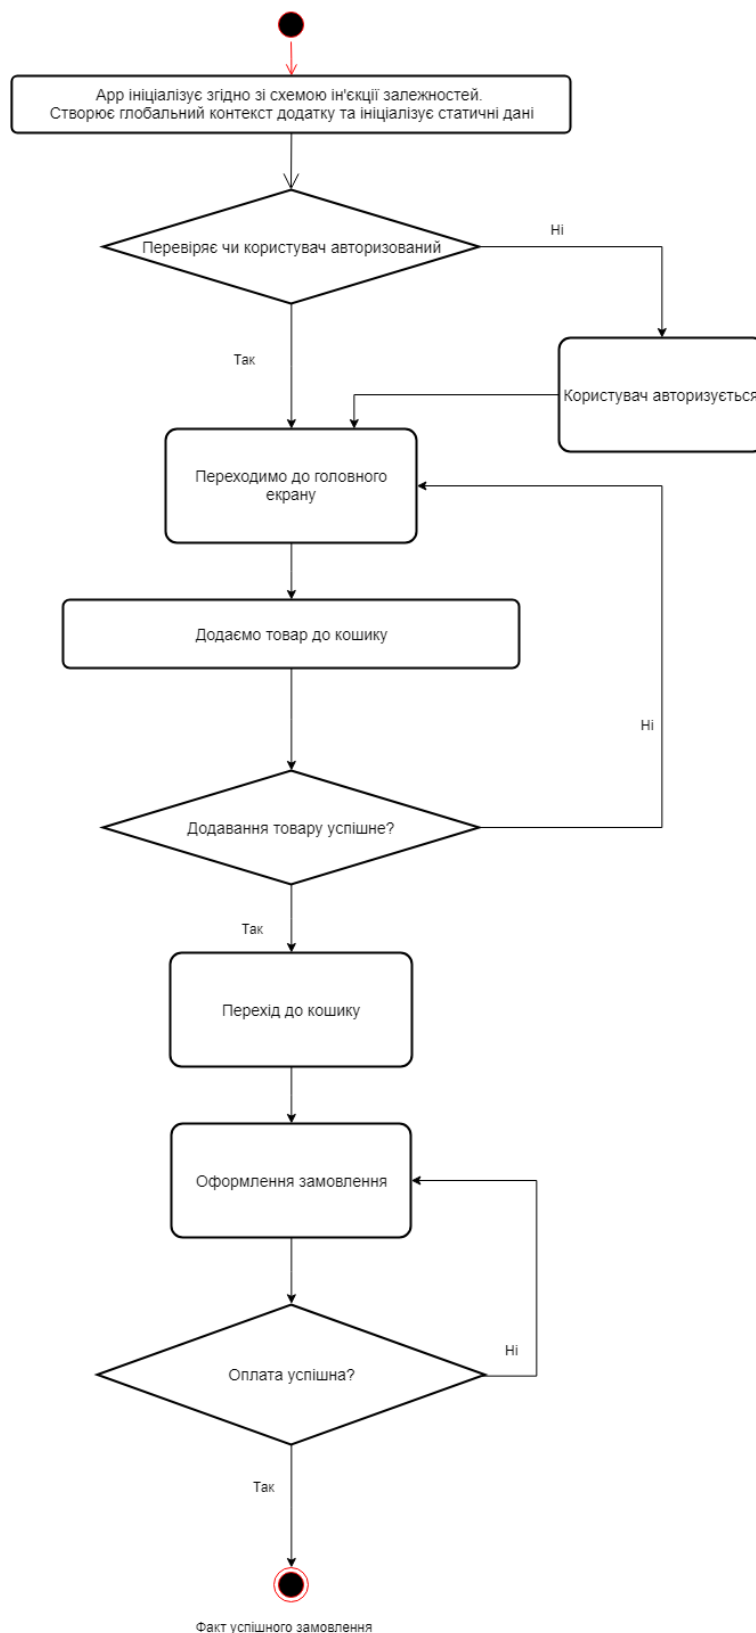 App ініціалізує згідно зі схемою ін'єкції залежностей.
Створює глобальний контекст додатку та ініціалізує статичні дані
Перевіряє чи користувач авторизований
Ні
Так
Користувач авторизується
Переходимо до головного
екрану
Додаємо товар до кошику
Ні
Додавання товару успішне?
Так
Перехід до кошику
Оформлення замовлення
Ні
Оплата успішна?
Так
Факт успішного замовлення